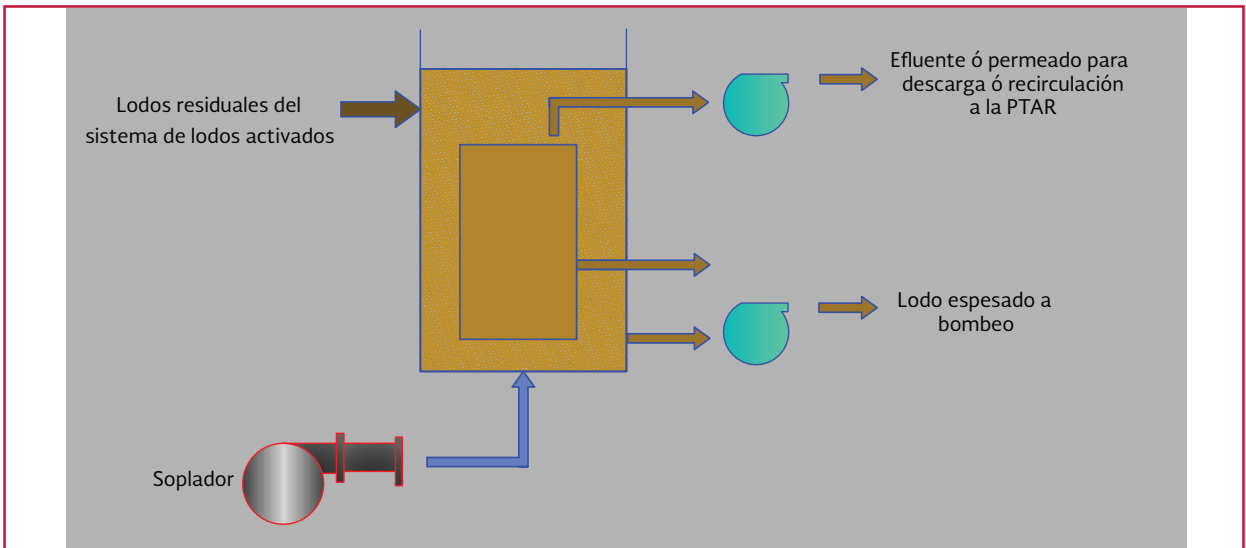 Lodos residuales del
sistema de lodos activados
Efluente ó permeado para
descarga ó recirculación
a la PTAR
Lodo espesado a
bombeo
Soplador